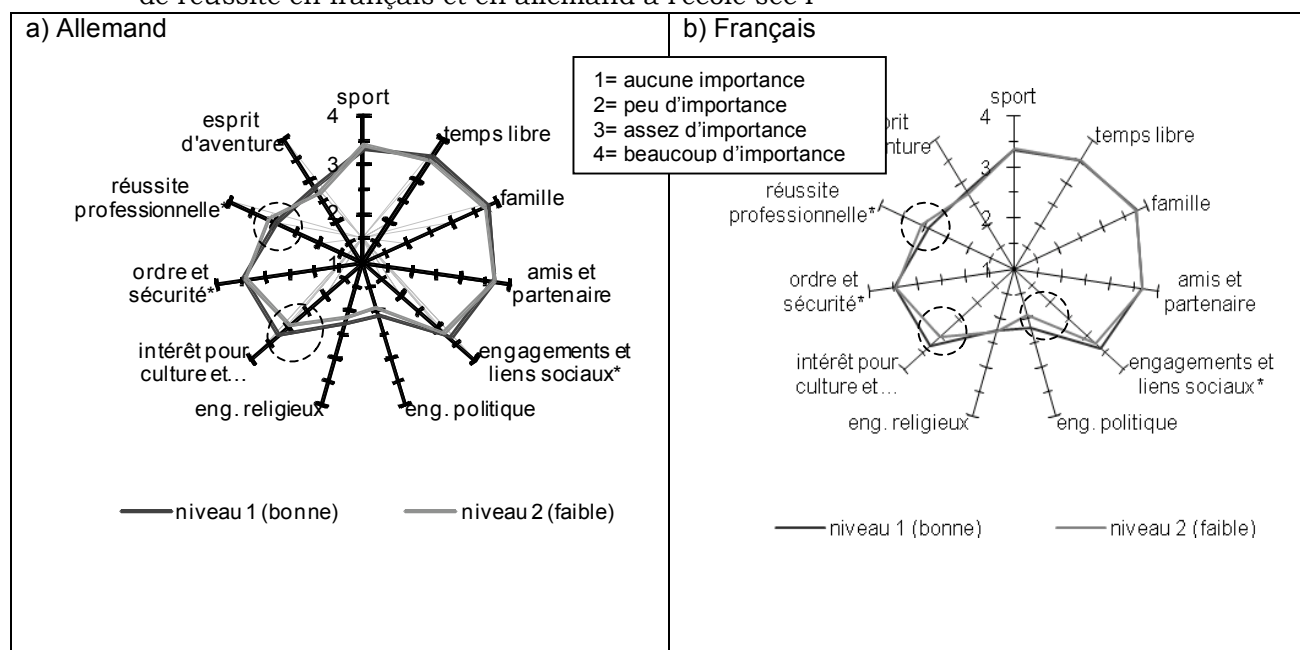 de réussite en français et en allemand à l'école sec I
a) Allemand
sport
4
3
2
1
temps libre
famille
amis et
partenaire
engagements et
liens sociaux*
eng. politique
eng. religieux
intérêt pour
culture et…
ordre et
sécurité*
réussite
professionnelle*
esprit
d'aventure
niveau 1 (bonne)
niveau 2 (faible)
1= aucune importance
2= peu d'importance
3= assez d'importance
4= beaucoup d'importance
b) Français
sport
4
3
2
1
temps libre
famille
amis et
partenaire
engagements et
liens sociaux*
eng. politique
eng. religieux
intérêt pour
culture et…
ordre et
sécurité*
réussite
professionnelle*
niveau 1 (bonne)
niveau 2 (faible)